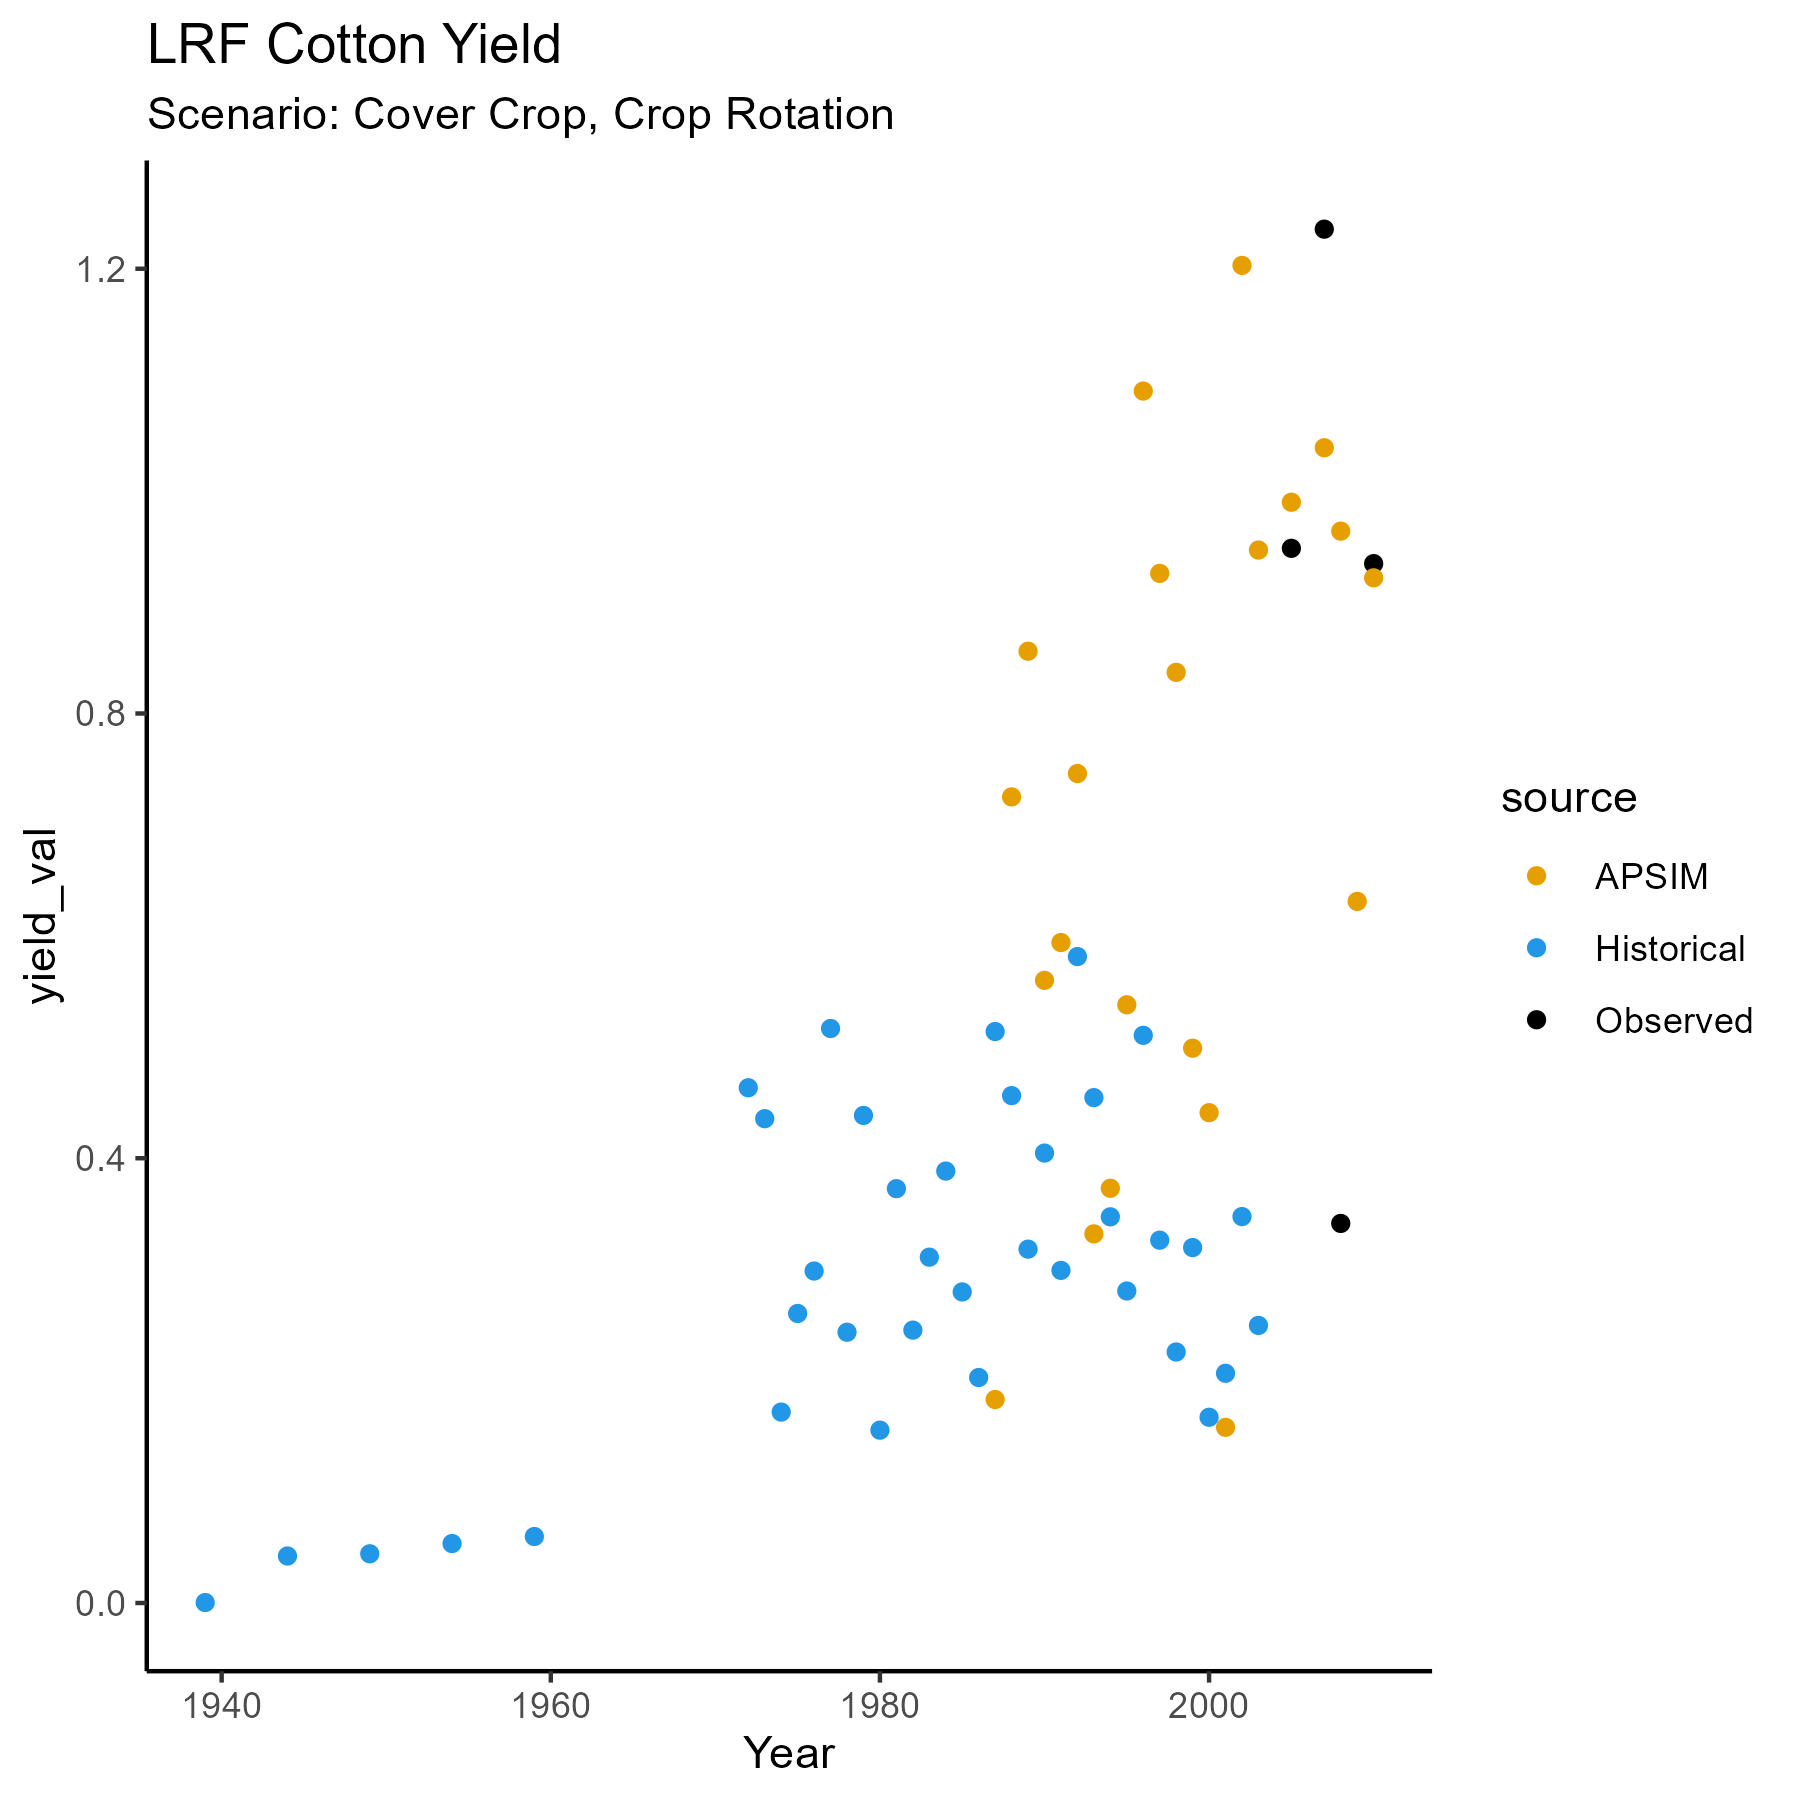 LRF Cotton Yield
Scenario: Cover Crop, Crop Rotation
yield_val
1.2
0.8
0.4
0.0
1940 1960 1980 2000
Year
source
APSIM
Historical
Observed